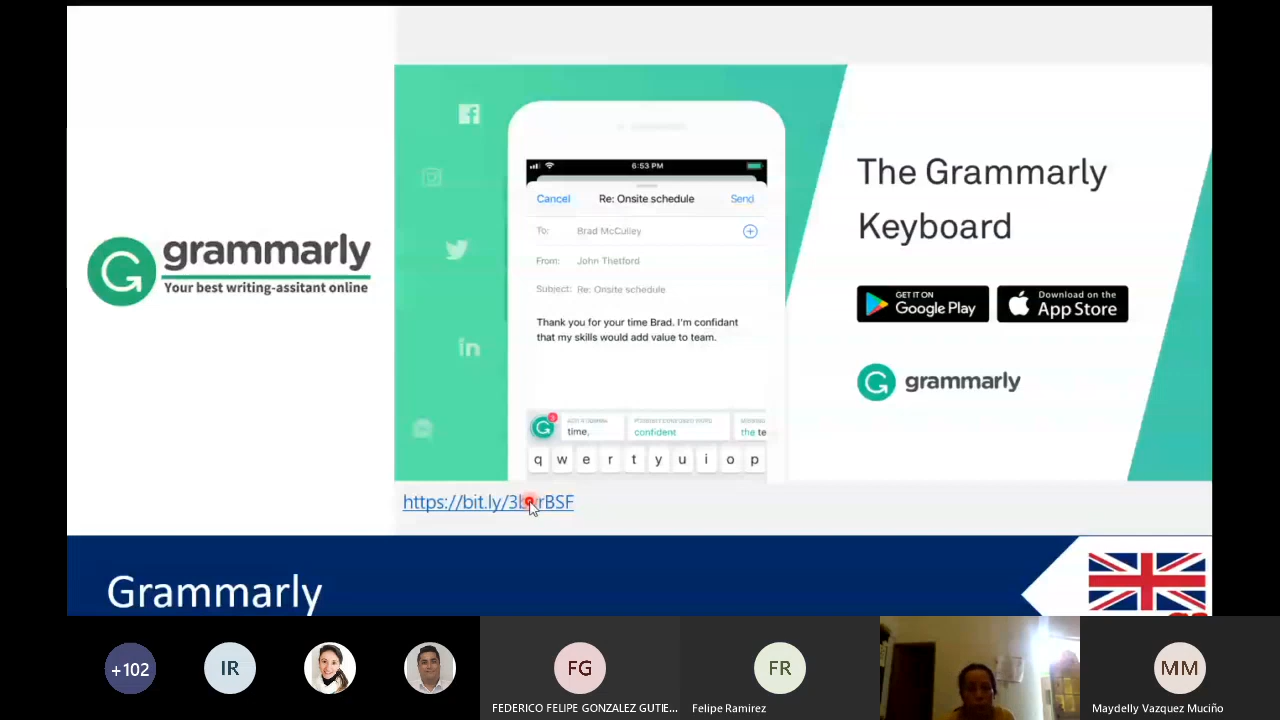 grammarly
Your best writing-assitant online
6:53 PM
Cancel
Re: Onsite schedule
Send
To:
Brad McCulley
From:
John Thetford
Subject:
Re: Onsite schedule
Thank you for your time Brad. I'm confidant
that my skills would add value to team.
time,
confident
the te
q w e r t y u i o p
The Grammarly
Keyboard
GET IT ON
Google Play
Download on the
App Store
grammarly
Grammarly
+102
IR
FG
FEDERICO FELIPE GONZALEZ GUTIE...
FR
Felipe Ramirez
MM
Maydelly Vazquez Muciño